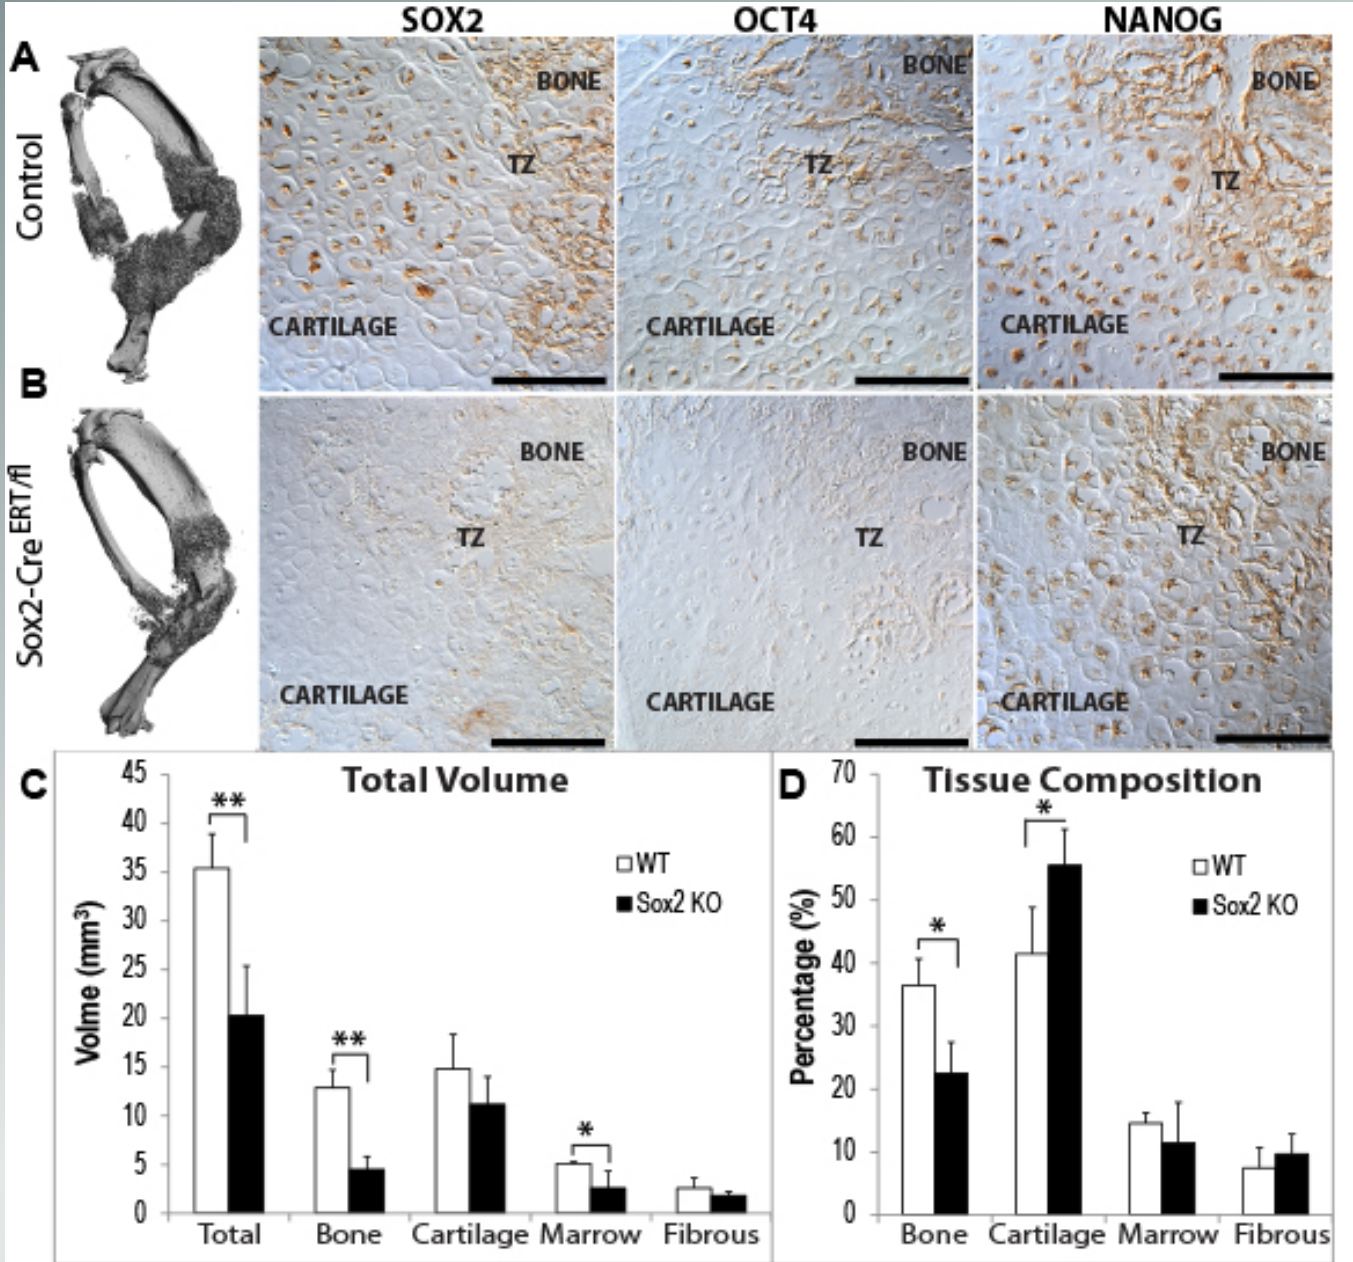 SOX2 OCT4 NANOG
A
Control
BONE BONE BONE
TZ TZ TZ
CARTILAGE CARTILAGE CARTILAGE
B
Sox2-Cre ERT/fl
BONE BONE BONE
TZ TZ TZ
CARTILAGE CARTILAGE CARTILAGE
C
Total Volume
Volme (mm³)
45
40
35
30
25
20
15
10
5
0
**
**
*
WT
Sox2 KO
Total Bone Cartilage Marrow Fibrous
D
Tissue Composition
Percentage (%)
70
60
50
40
30
20
10
0
*
*
WT
Sox2 KO
Bone Cartilage Marrow Fibrous